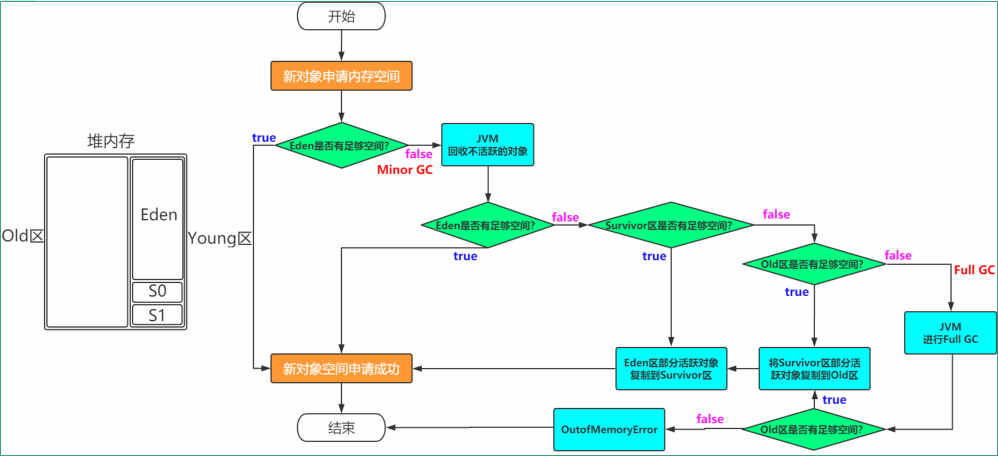 开始
新对象申请内存空间
true
Eden是否有足够空间?
false
Minor GC
JVM
回收不活跃的对象
堆内存
Old区
Eden
S0
S1
Young区
Eden是否有足够空间?
false
true
Survivor区是否有足够空间?
false
true
Old区是否有足够空间?
false
true
Full GC
JVM
进行Full GC
新对象空间申请成功
Eden区部分活跃对象
复制到Survivor区
将Survivor区部分活
跃对象复制到Old区
true
结束
OutofMemoryError
false
Old区是否有足够空间?